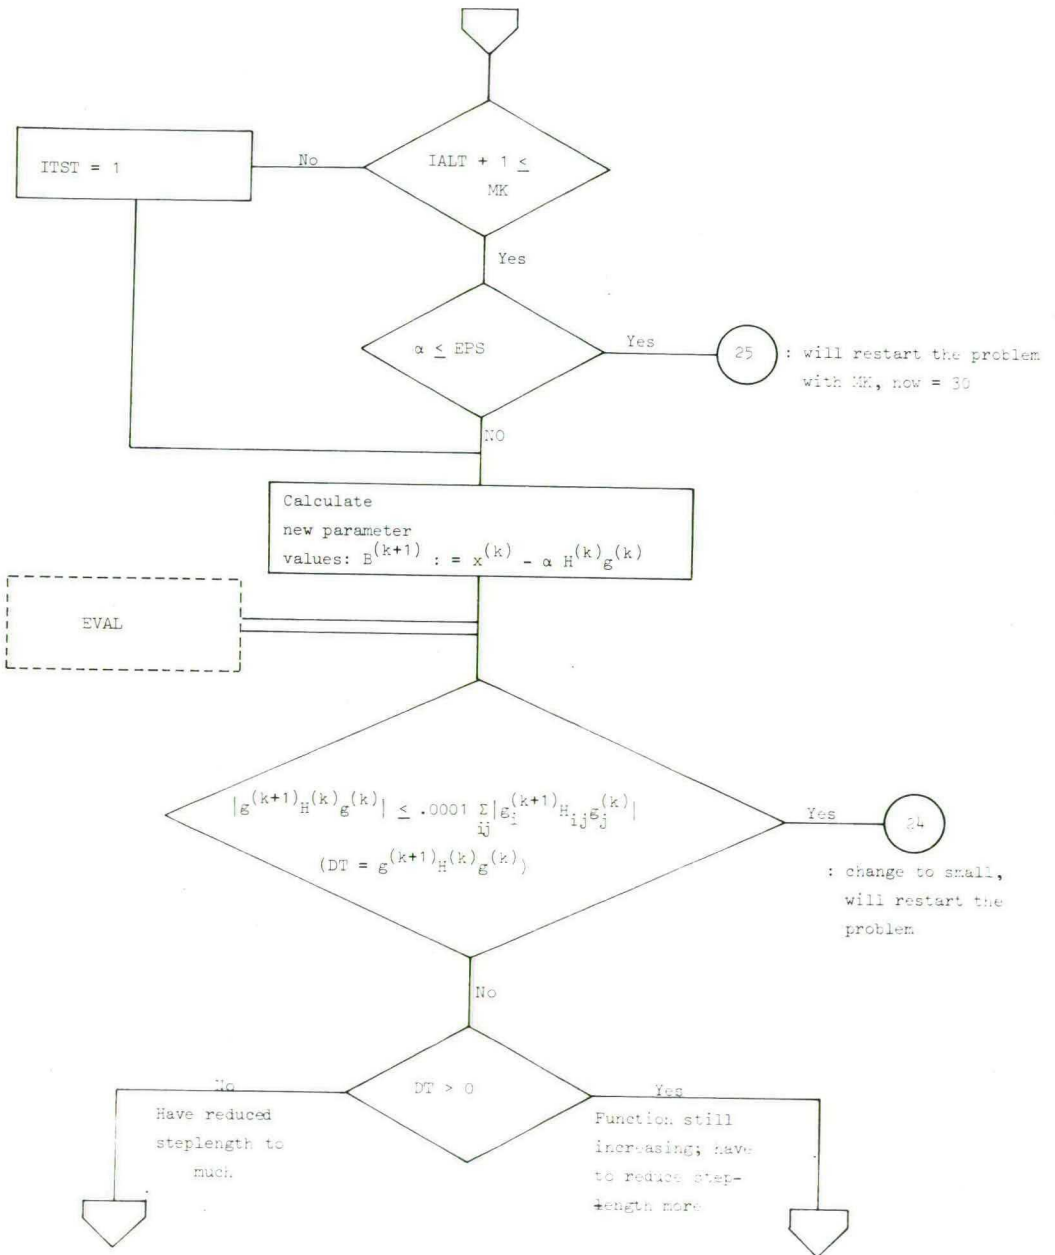 IALT + 1 ≤
MK
No
ITST = 1
Yes
α ≤ EPS
Yes
25
: will restart the problem
with MK, now = 30
NO
Calculate
new parameter
values: B^(k+1) : = x^(k) - α H^(k)g^(k)
EVAL
|g^(k+1)H^(k)g^(k)| ≤ .0001 Σ_ij|g_i^(k+1)H_ijg_j^(k)|
(DT = g^(k+1)H^(k)g^(k))
Yes
24
: change to small,
will restart the
problem
No
DT > 0
No
Have reduced
steplength to
much
Yes
Function still
increasing; have
to reduce step-
length more